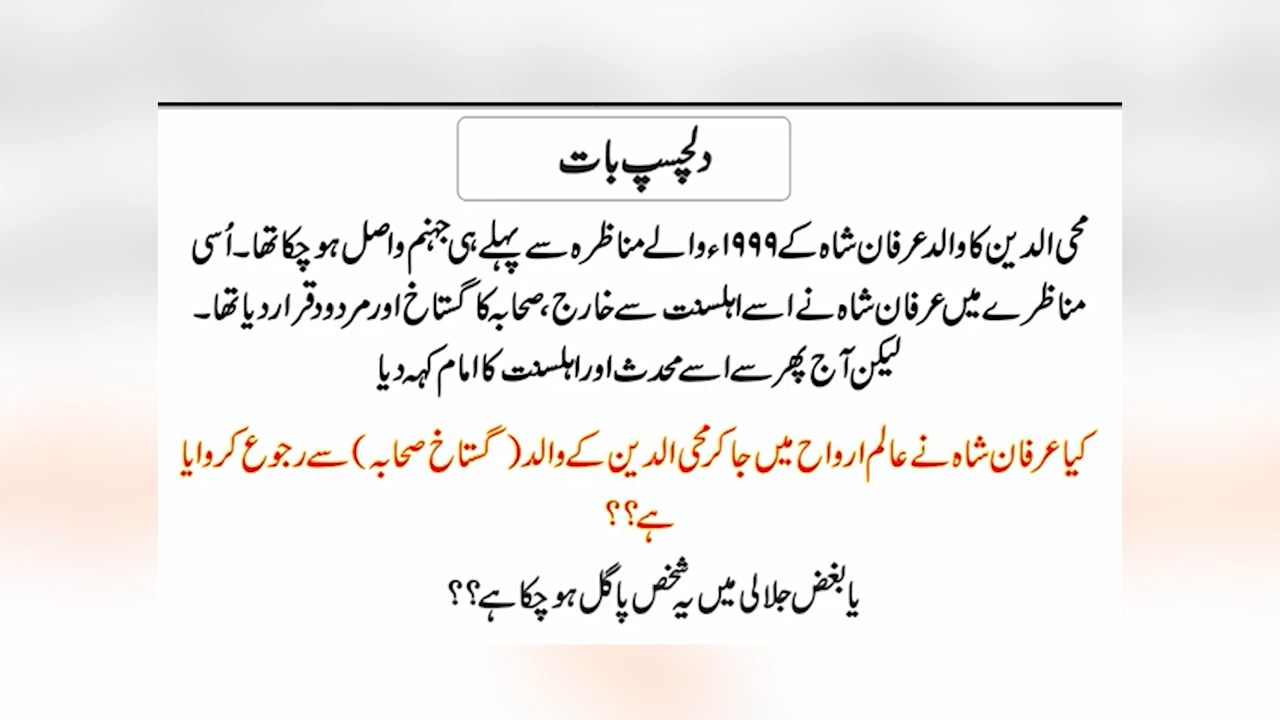 دلچسپ بات
محی الدین کا والد عرفان شاہ کے ۱۹۹۹ء والے مناظرہ سے پہلے ہی جہنم واصل ہو چکا تھا۔ اُسی
مناظرے میں عرفان شاہ نے اسے اہلسنت سے خارج، صحابہ کا گستاخ اور مردود قرار دیا تھا۔
لیکن آج پھر سے اسے محدث اور اہلسنت کا امام کہہ دیا
کیا عرفان شاہ نے عالم ارواح میں جا کر محی الدین کے والد (گستاخ صحابہ) سے رجوع کروایا
ہے؟؟
یا بغض جلالی میں یہ شخص پاگل ہو چکا ہے؟؟